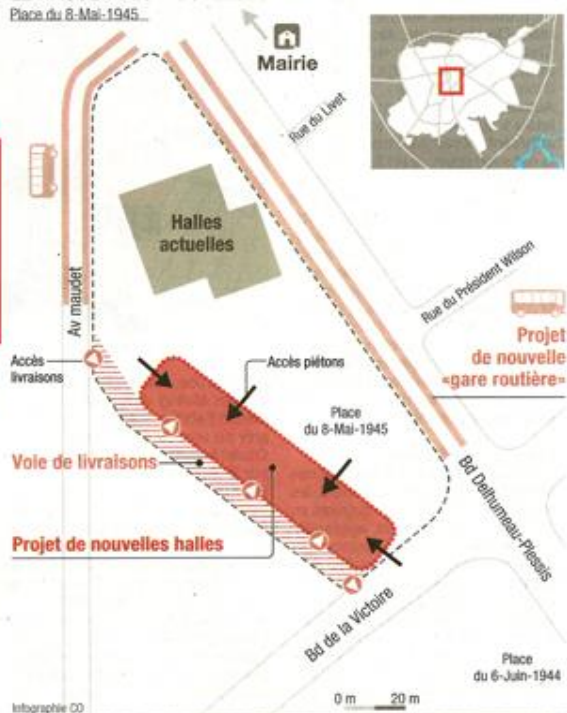 Place du 8-Mai-1945
Mairie
Rue du Livet
Halles
actuelles
Rue du Président Wilson
Av maudet
Projet
de nouvelle
«gare routière»
Accès
livraisons
Accès piétons
Place
du 8-Mai-1945
Voie de livraisons
Bd Delhumeau-Plessis
Projet de nouvelles halles
Bd de la Victoire
Place
du 6-Juin-1944
Infographie CO
0 m 20 m